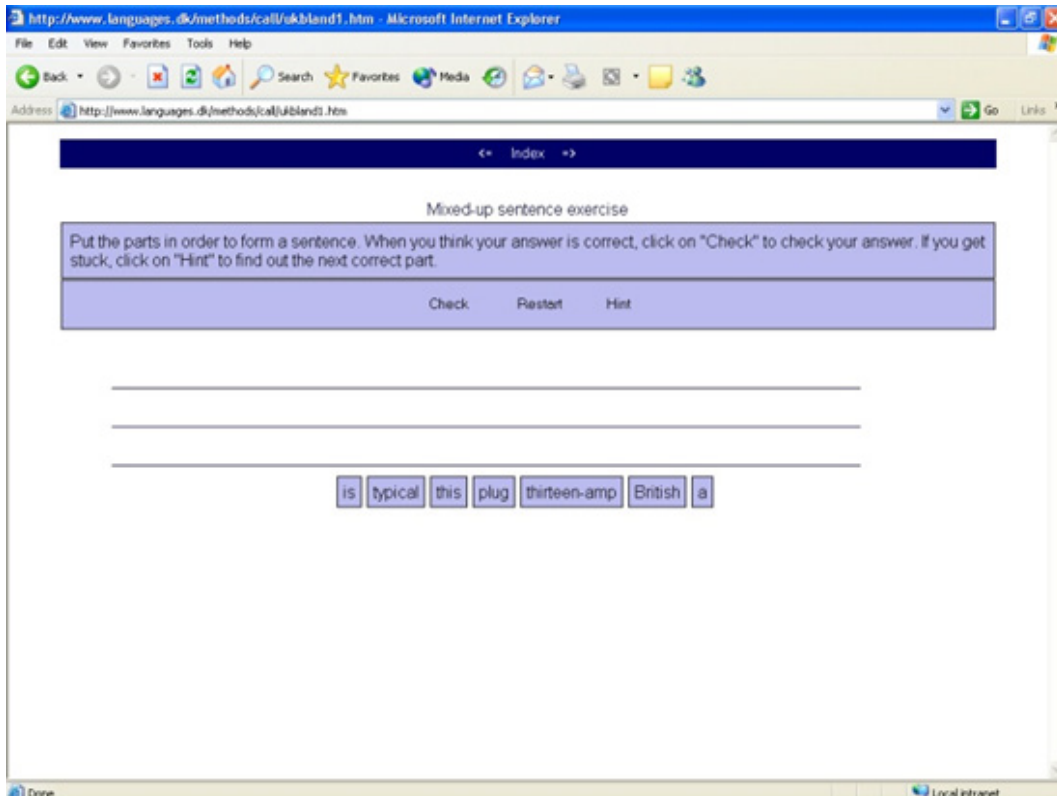 http://www.languages.dk/methods/call/ukbland1.htm - Microsoft Internet Explorer
File Edit View Favorites Tools Help
Back Search Favorites Media
Address http://www.languages.dk/methods/call/ukbland1.htm Go Links
<= Index =>
Mixed-up sentence exercise
Put the parts in order to form a sentence. When you think your answer is correct, click on "Check" to check your answer. If you get
stuck, click on "Hint" to find out the next correct part.
Check Restart Hint
is typical this plug thirteen-amp British a
Done Local intranet